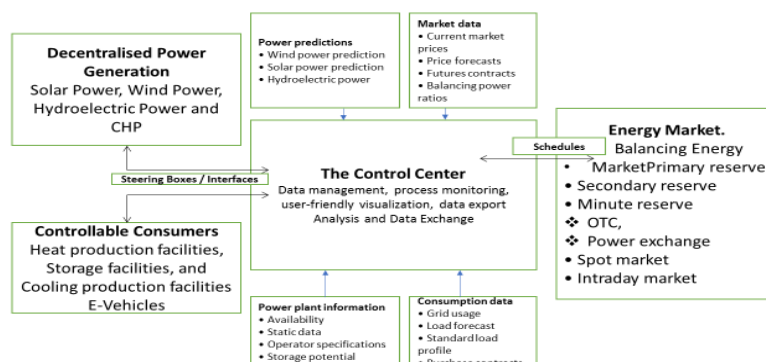 Decentralised Power
Generation
Solar Power, Wind Power,
Hydroelectric Power and
CHP
Power predictions
• Wind power prediction
• Solar power prediction
• Hydroelectric power
Market data
• Current market
prices
• Price forecasts
• Futures contracts
• Balancing power
ratios
Steering Boxes / Interfaces
The Control Center
Data management, process monitoring,
user-friendly visualization, data export
Analysis and Data Exchange
Schedules
Energy Market.
Balancing Energy
• MarketPrimary reserve
• Secondary reserve
• Minute reserve
❖ OTC,
❖ Power exchange
• Spot market
• Intraday market
Controllable Consumers
Heat production facilities,
Storage facilities, and
Cooling production facilities
E-Vehicles
Power plant information
• Availability
• Static data
• Operator specifications
• Storage potential
Consumption data
• Grid usage
• Load forecast
• Standard load
profile
• Purchase contracts